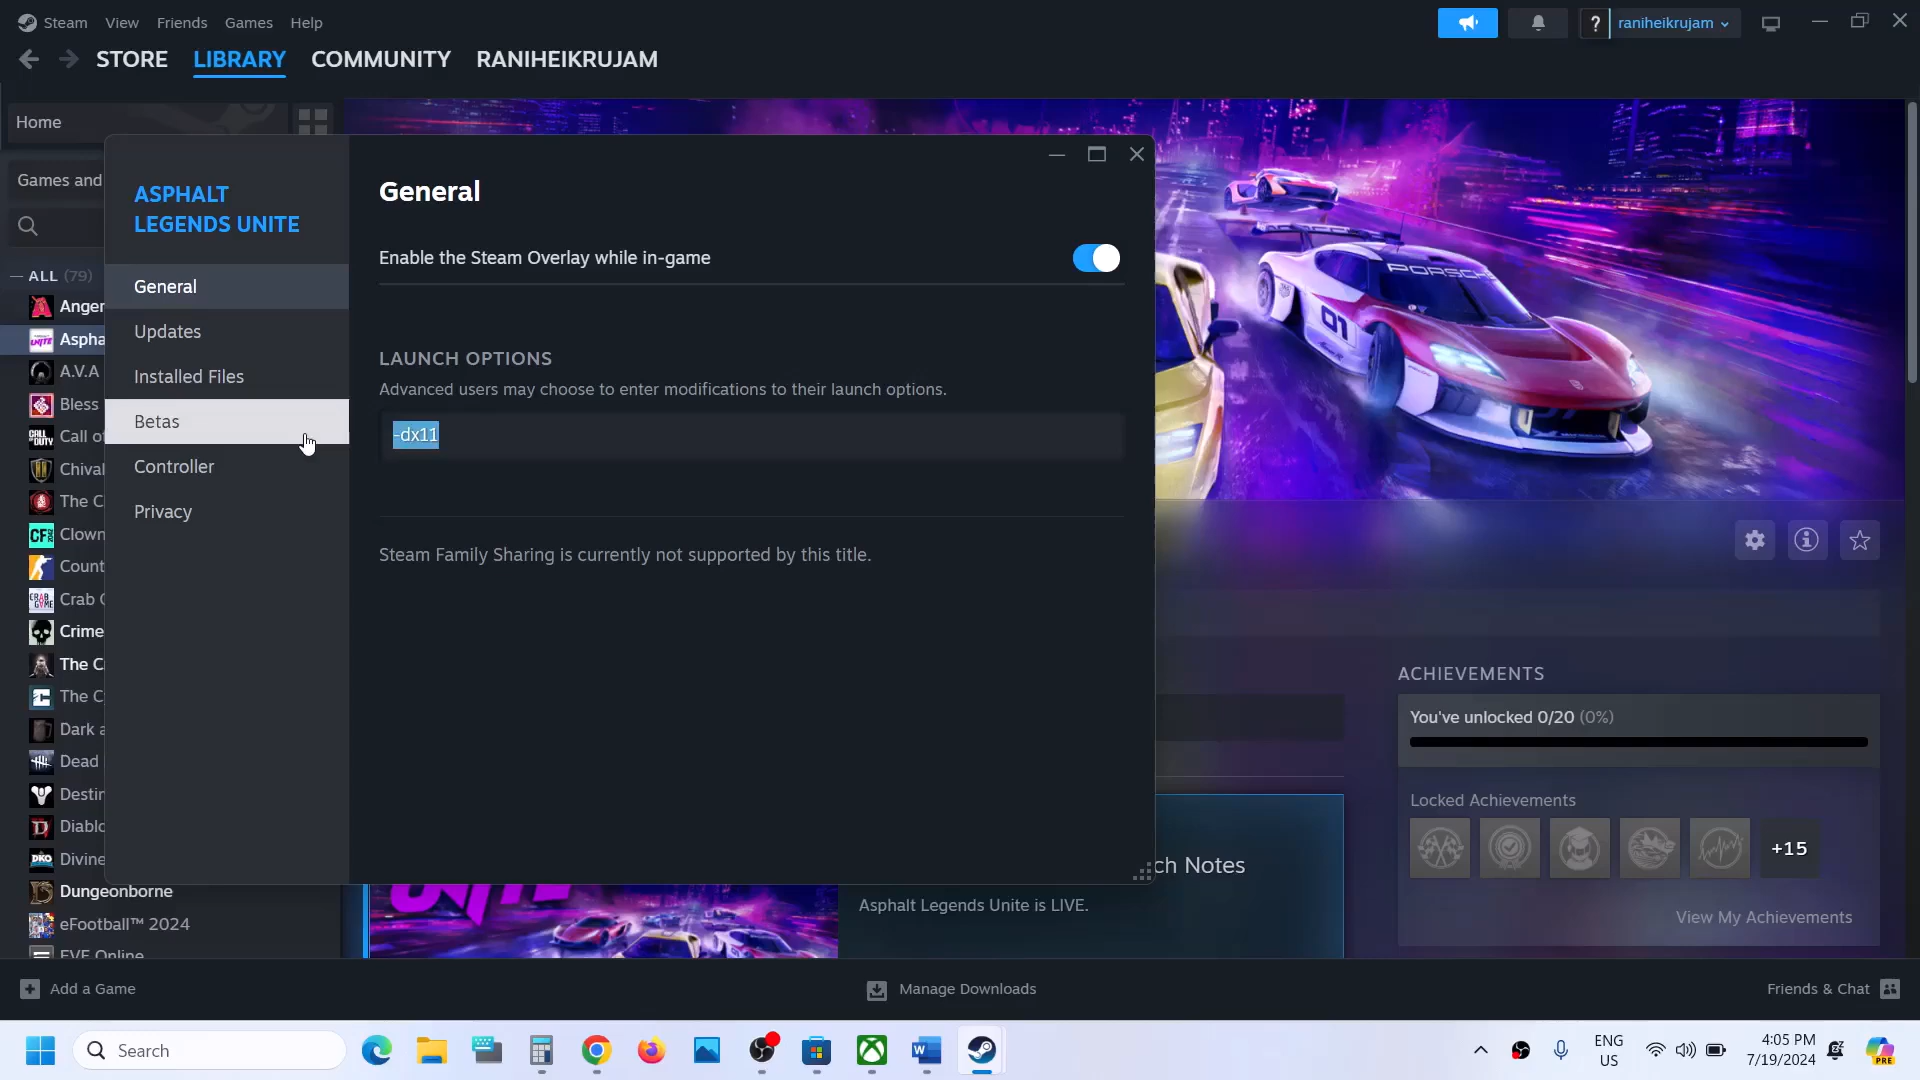 Steam View Friends Games Help
? raniheikrujam
STORE LIBRARY COMMUNITY RANIHEIKRUJAM
Home
Games and
ALL (79)
Anger
Aspha
A.V.A
Bless
Call of
Chival
The C
Clown
Count
Crab G
Crime
The C
The C
Dark a
Dead
Destin
Diablo
Divine
Dungeonborne
eFootball™ 2024
EVE Online
ASPHALT
LEGENDS UNITE
General
Updates
Installed Files
Betas
Controller
Privacy
General
Enable the Steam Overlay while in-game
LAUNCH OPTIONS
Advanced users may choose to enter modifications to their launch options.
-dx11
Steam Family Sharing is currently not supported by this title.
PORSCHE
01
ACHIEVEMENTS
You've unlocked 0/20 (0%)
Locked Achievements
+15
View My Achievements
ch Notes
Asphalt Legends Unite is LIVE.
Add a Game
Manage Downloads
Friends & Chat
Search
ENG
US
4:05 PM
7/19/2024
PRE